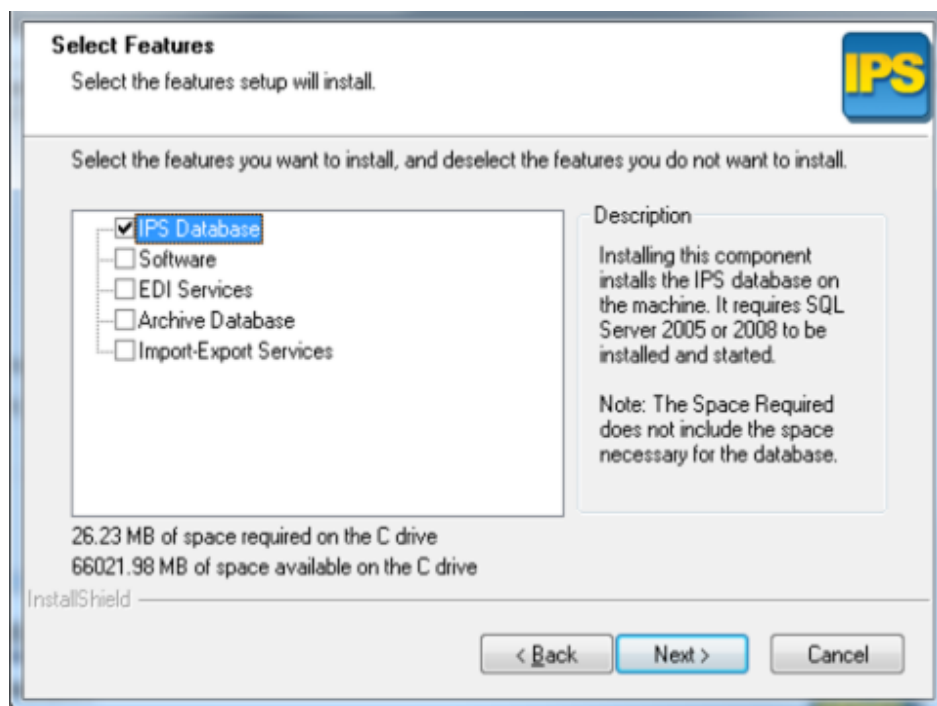 Select Features
Select the features setup will install.
IPS
Select the features you want to install, and deselect the features you do not want to install.
IPS Database
Software
EDI Services
Archive Database
Import-Export Services
Description
Installing this component
installs the IPS database on
the machine. It requires SQL
Server 2005 or 2008 to be
installed and started.
Note: The Space Required
does not include the space
necessary for the database.
26.23 MB of space required on the C drive
66021.98 MB of space available on the C drive
InstallShield
< Back
Next >
Cancel